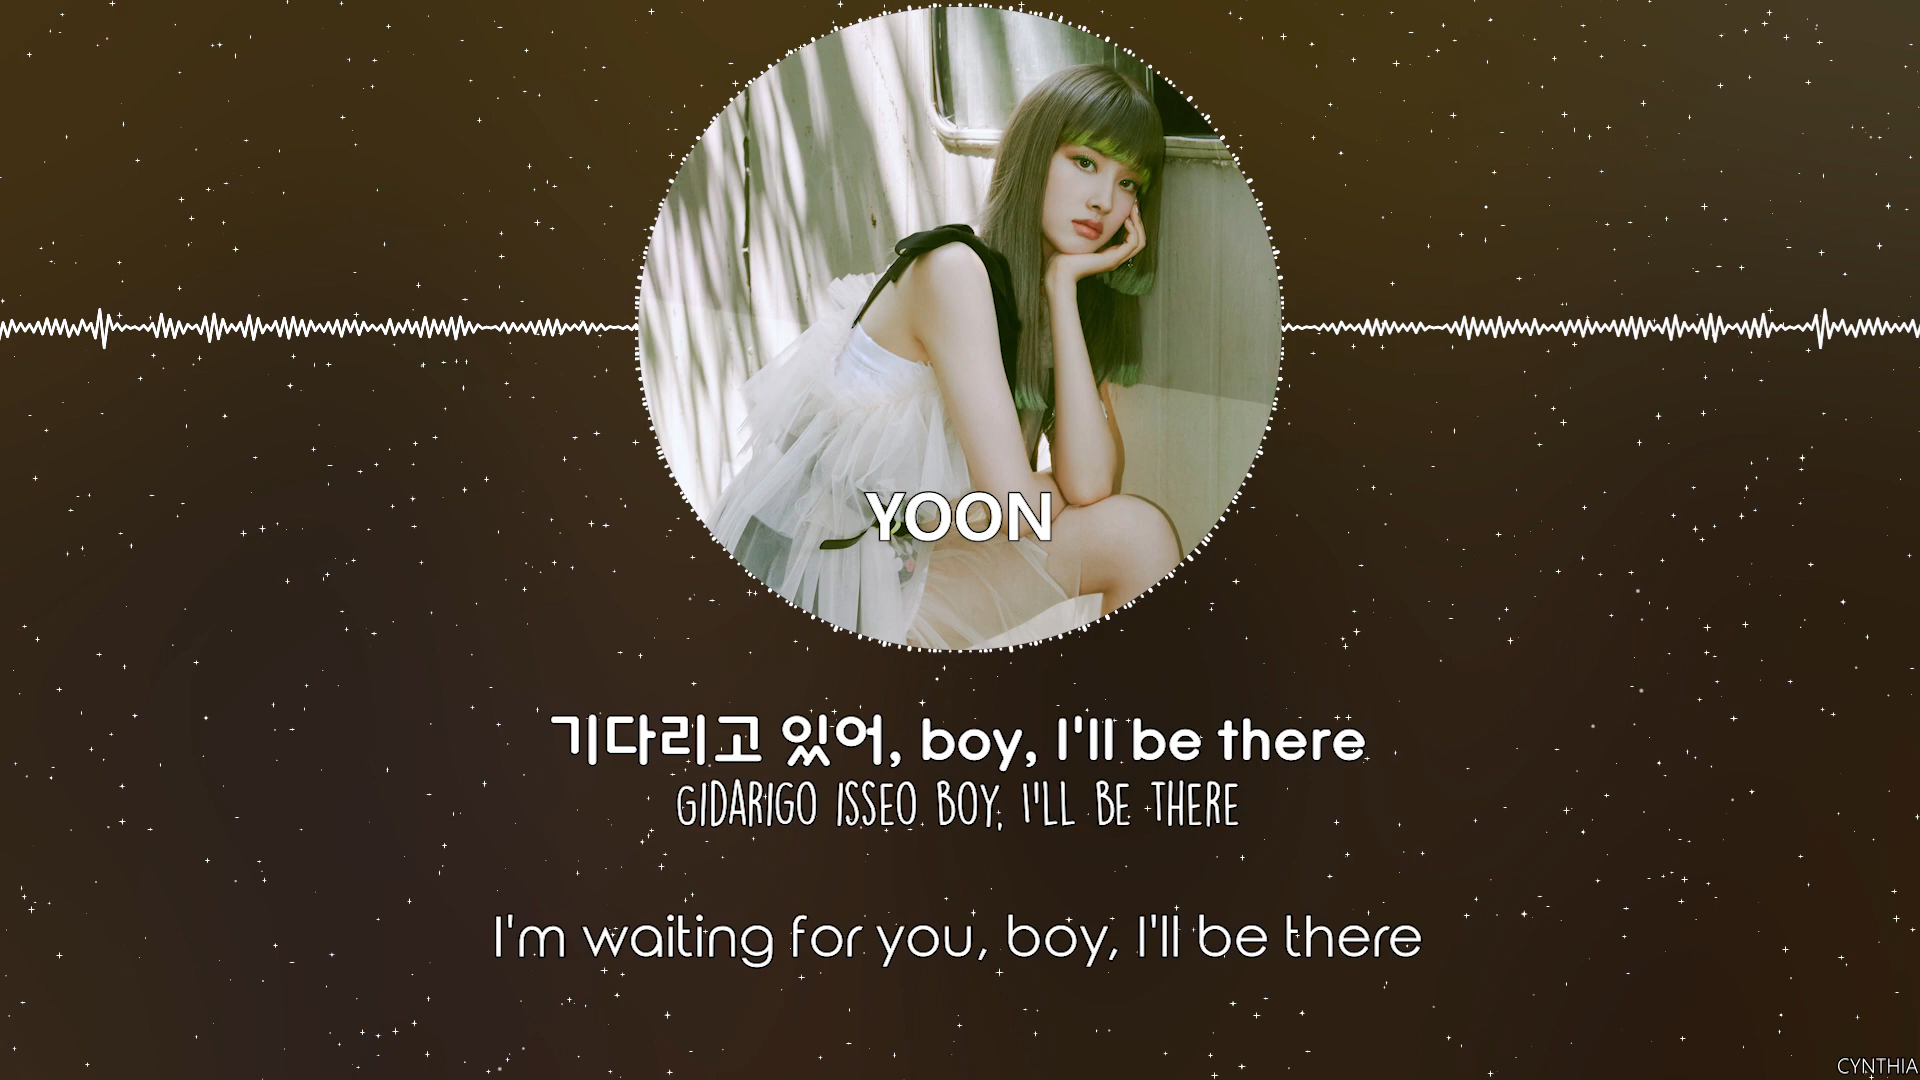 YOON
기다리고 있어, boy, I'll be there
GIDARIGO ISSEO BOY, I'LL BE THERE
I'm waiting for you, boy, I'll be there
CYNTHIA